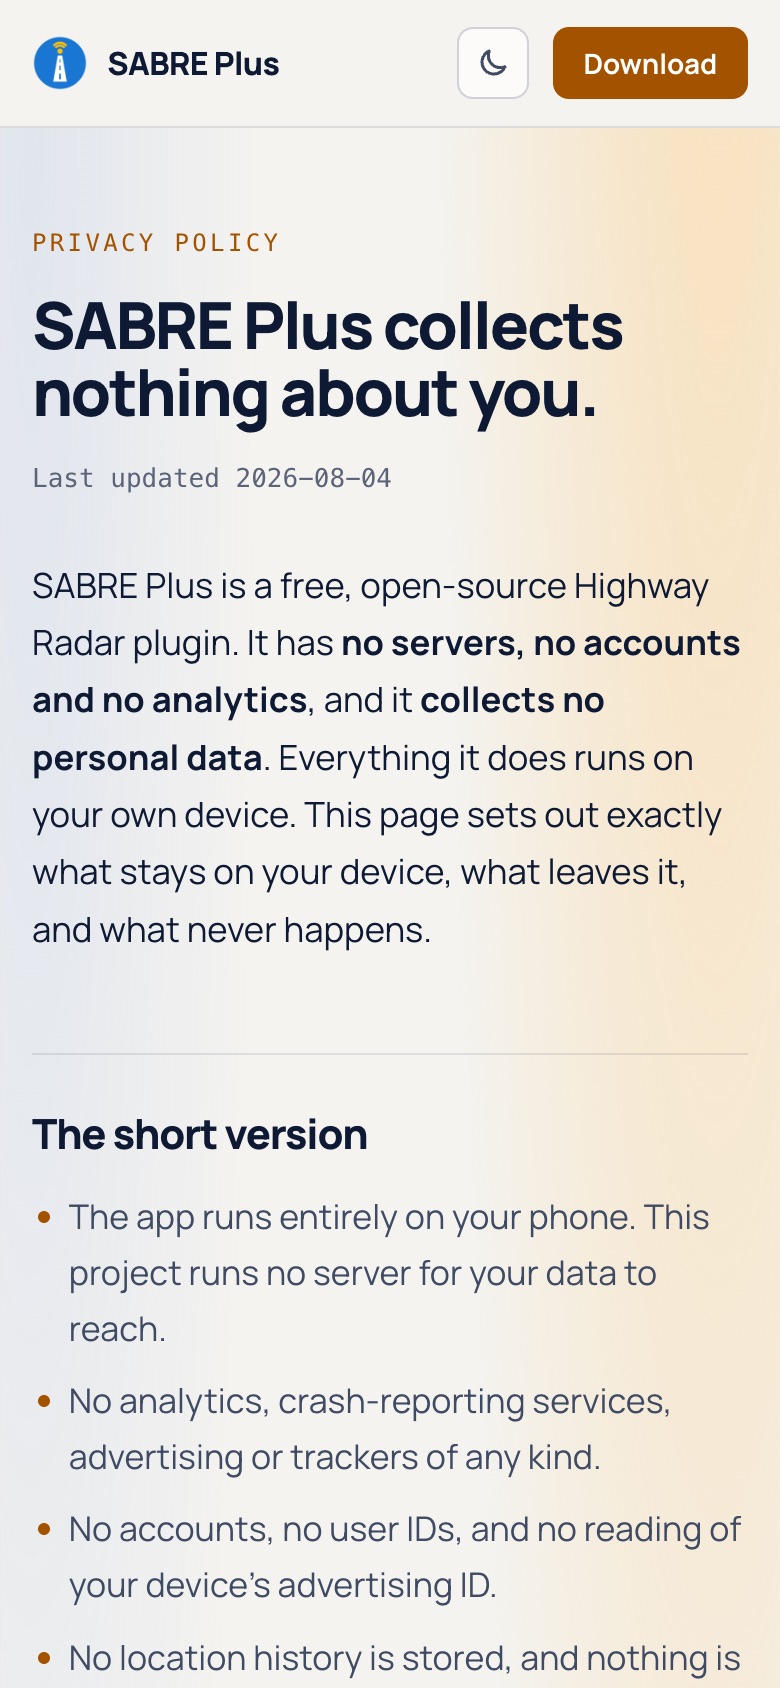 SABRE Plus
Download
PRIVACY POLICY
SABRE Plus collects
nothing about you.
Last updated 2026-08-04
SABRE Plus is a free, open-source Highway
Radar plugin. It has no servers, no accounts
and no analytics, and it collects no
personal data. Everything it does runs on
your own device. This page sets out exactly
what stays on your device, what leaves it,
and what never happens.
The short version
• The app runs entirely on your phone. This
project runs no server for your data to
reach.
• No analytics, crash-reporting services,
advertising or trackers of any kind.
• No accounts, no user IDs, and no reading of
your device’s advertising ID.
• No location history is stored, and nothing is